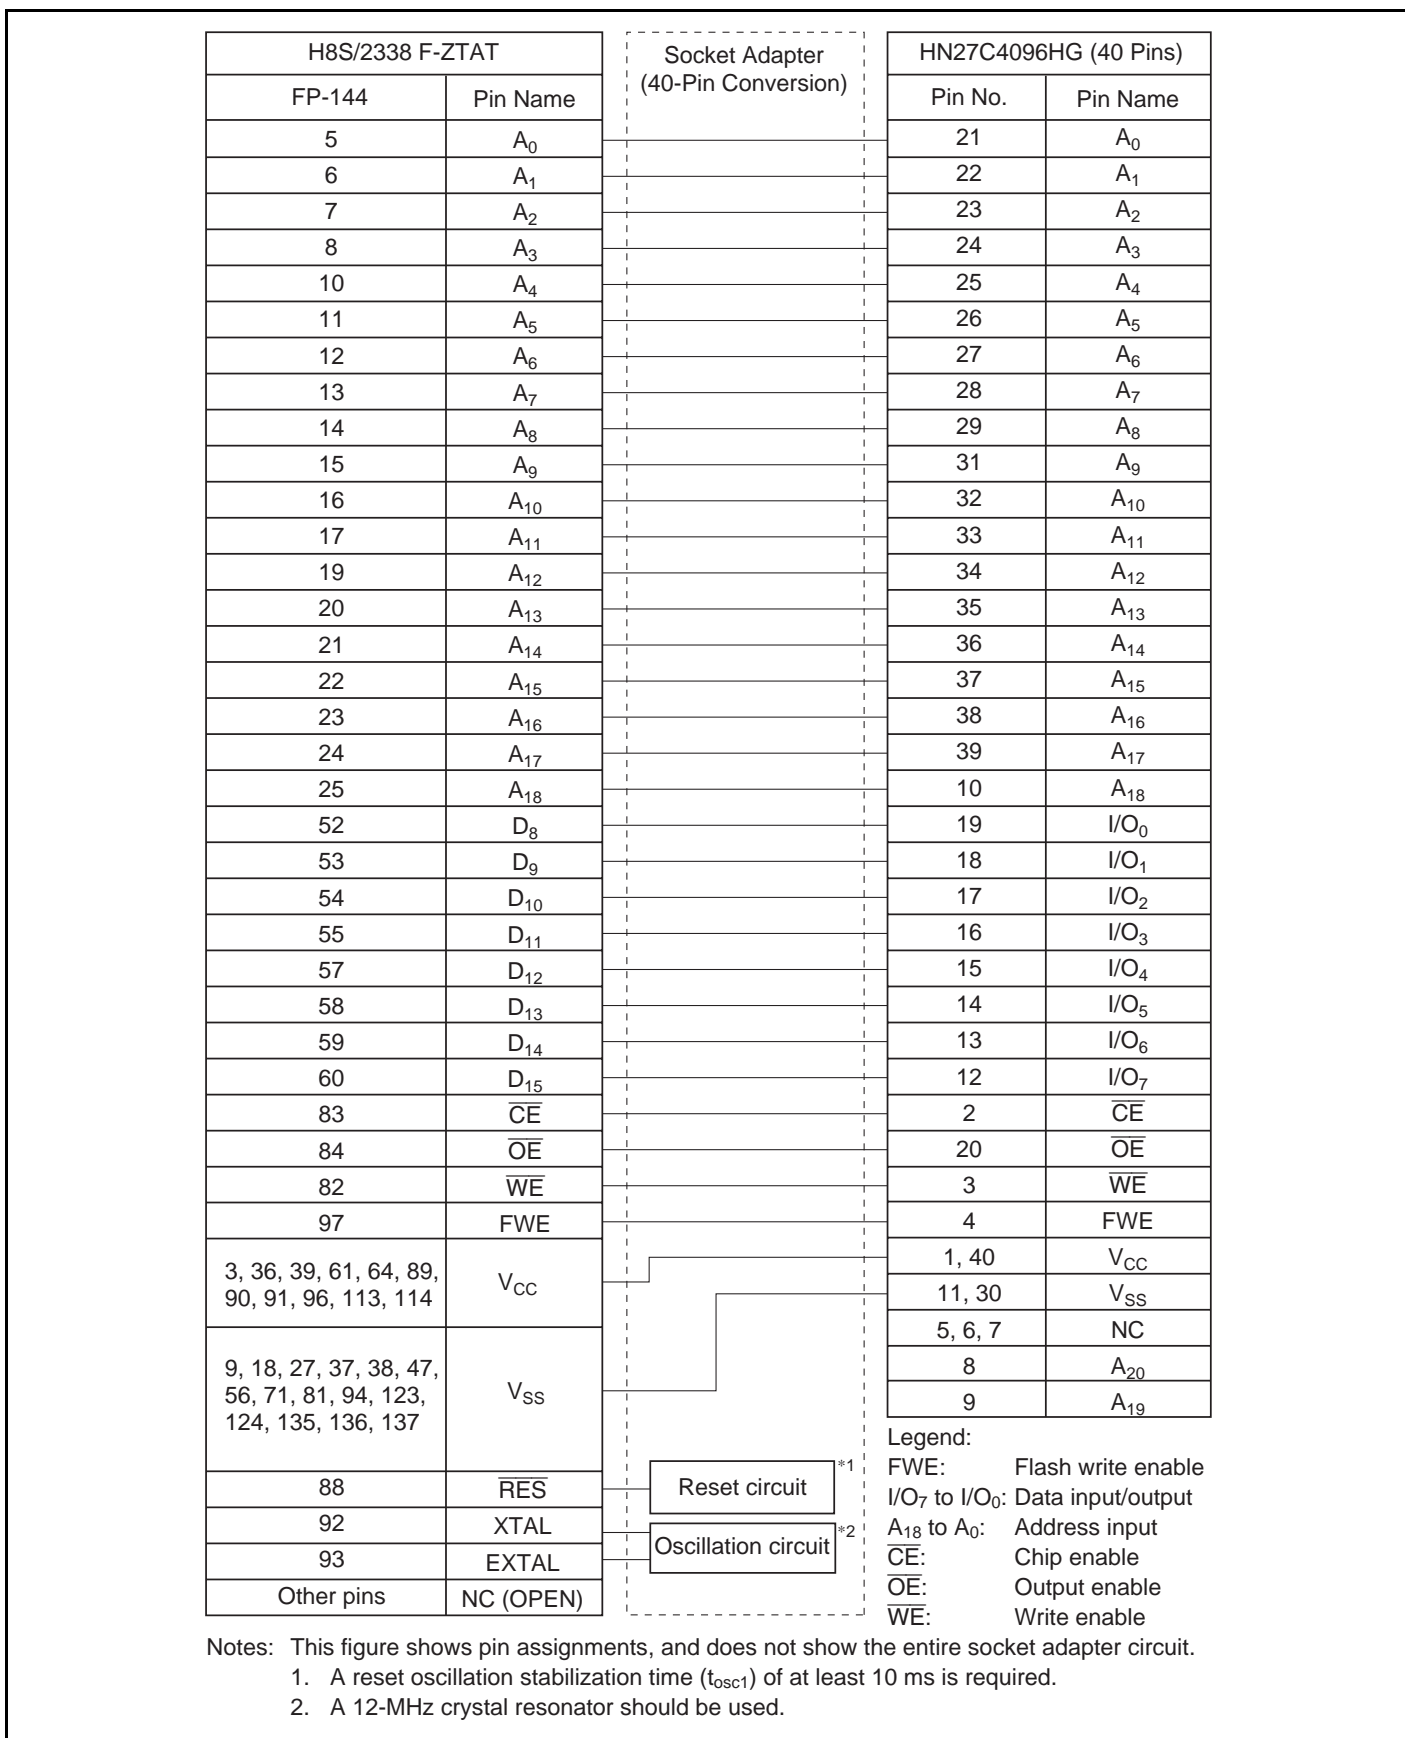 H8S/2338 F-ZTAT Socket Adapter HN27C4096HG (40 Pins)
FP-144 Pin Name (40-Pin Conversion) Pin No. Pin Name
5 A0 21 A0
6 A1 22 A1
7 A2 23 A2
8 A3 24 A3
10 A4 25 A4
11 A5 26 A5
12 A6 27 A6
13 A7 28 A7
14 A8 29 A8
15 A9 31 A9
16 A10 32 A10
17 A11 33 A11
19 A12 34 A12
20 A13 35 A13
21 A14 36 A14
22 A15 37 A15
23 A16 38 A16
24 A17 39 A17
25 A18 10 A18
52 D8 19 I/O0
53 D9 18 I/O1
54 D10 17 I/O2
55 D11 16 I/O3
57 D12 15 I/O4
58 D13 14 I/O5
59 D14 13 I/O6
60 D15 12 I/O7
83 C̅E̅ 2 C̅E̅
84 O̅E̅ 20 O̅E̅
82 W̅E̅ 3 W̅E̅
97 FWE 4 FWE
3, 36, 39, 61, 64, 89,
90, 91, 96, 113, 114 VCC 1, 40 VCC
11, 30 VSS
5, 6, 7 NC
8 A20
9 A19
9, 18, 27, 37, 38, 47,
56, 71, 81, 94, 123,
124, 135, 136, 137 VSS
88 R̅E̅S̅ Reset circuit *1
92 XTAL Oscillation circuit *2
93 EXTAL
Other pins NC (OPEN)
Legend:
FWE: Flash write enable
I/O7 to I/O0: Data input/output
A18 to A0: Address input
C̅E̅: Chip enable
O̅E̅: Output enable
W̅E̅: Write enable
Notes: This figure shows pin assignments, and does not show the entire socket adapter circuit.
1. A reset oscillation stabilization time (tosc1) of at least 10 ms is required.
2. A 12-MHz crystal resonator should be used.